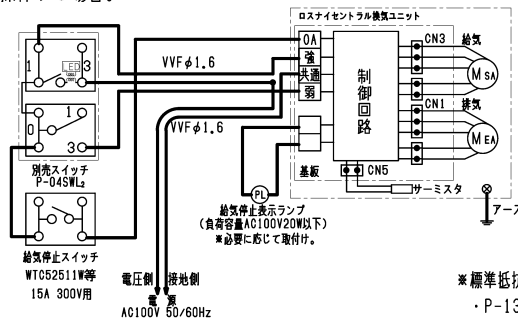 ロスナイセントラル換気ユニット
OA
強
共通
弱
制御回路
基板
CN3
給気
M SA
CN1
排気
M EA
CN5
サーミスタ
アース
VVFφ1.6
VVFφ1.6
1
LED
3
0
1
3
別売スイッチ
P-04SWL₂
給気停止スイッチ
WTC52511W等
15A 300V用
PL
給気停止表示ランプ
(負荷容量AC100V20W以下)
※必要に応じて取付け。
電圧側
接地側
電源
AC100V 50/60Hz
※標準抵抗
・P-13